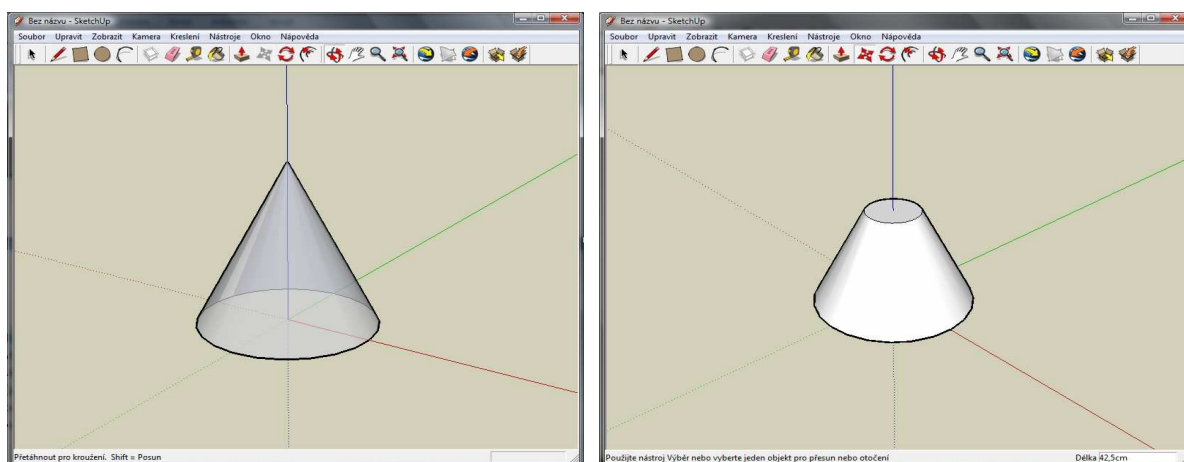 Bez názvu - SketchUp
Soubor Upravit Zobrazit Kamera Kreslení Nástroje Okno Nápověda
Přetáhnout pro kroužení. Shift = Posun
Bez názvu - SketchUp
Soubor Upravit Zobrazit Kamera Kreslení Nástroje Okno Nápověda
Použijte nástroj Výběr nebo vyberte jeden objekt pro přesun nebo otočení Délka 42,5cm